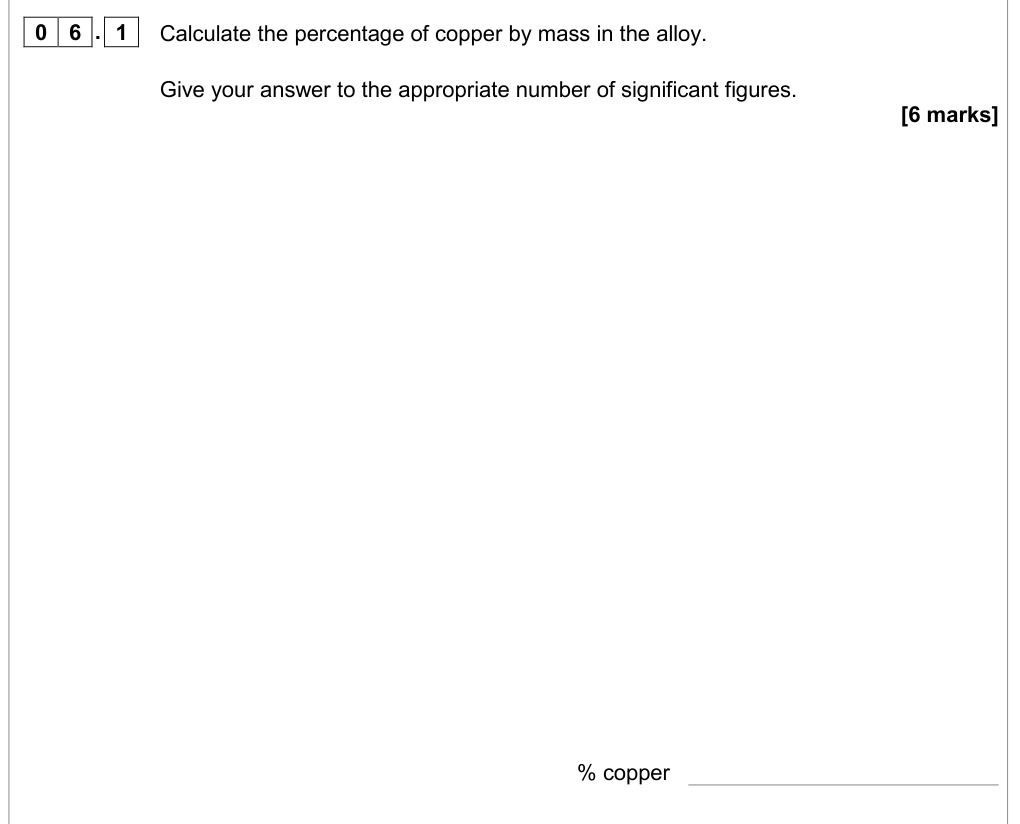 0 6 . 1 Calculate the percentage of copper by mass in the alloy.
Give your answer to the appropriate number of significant figures.
[6 marks]
% copper